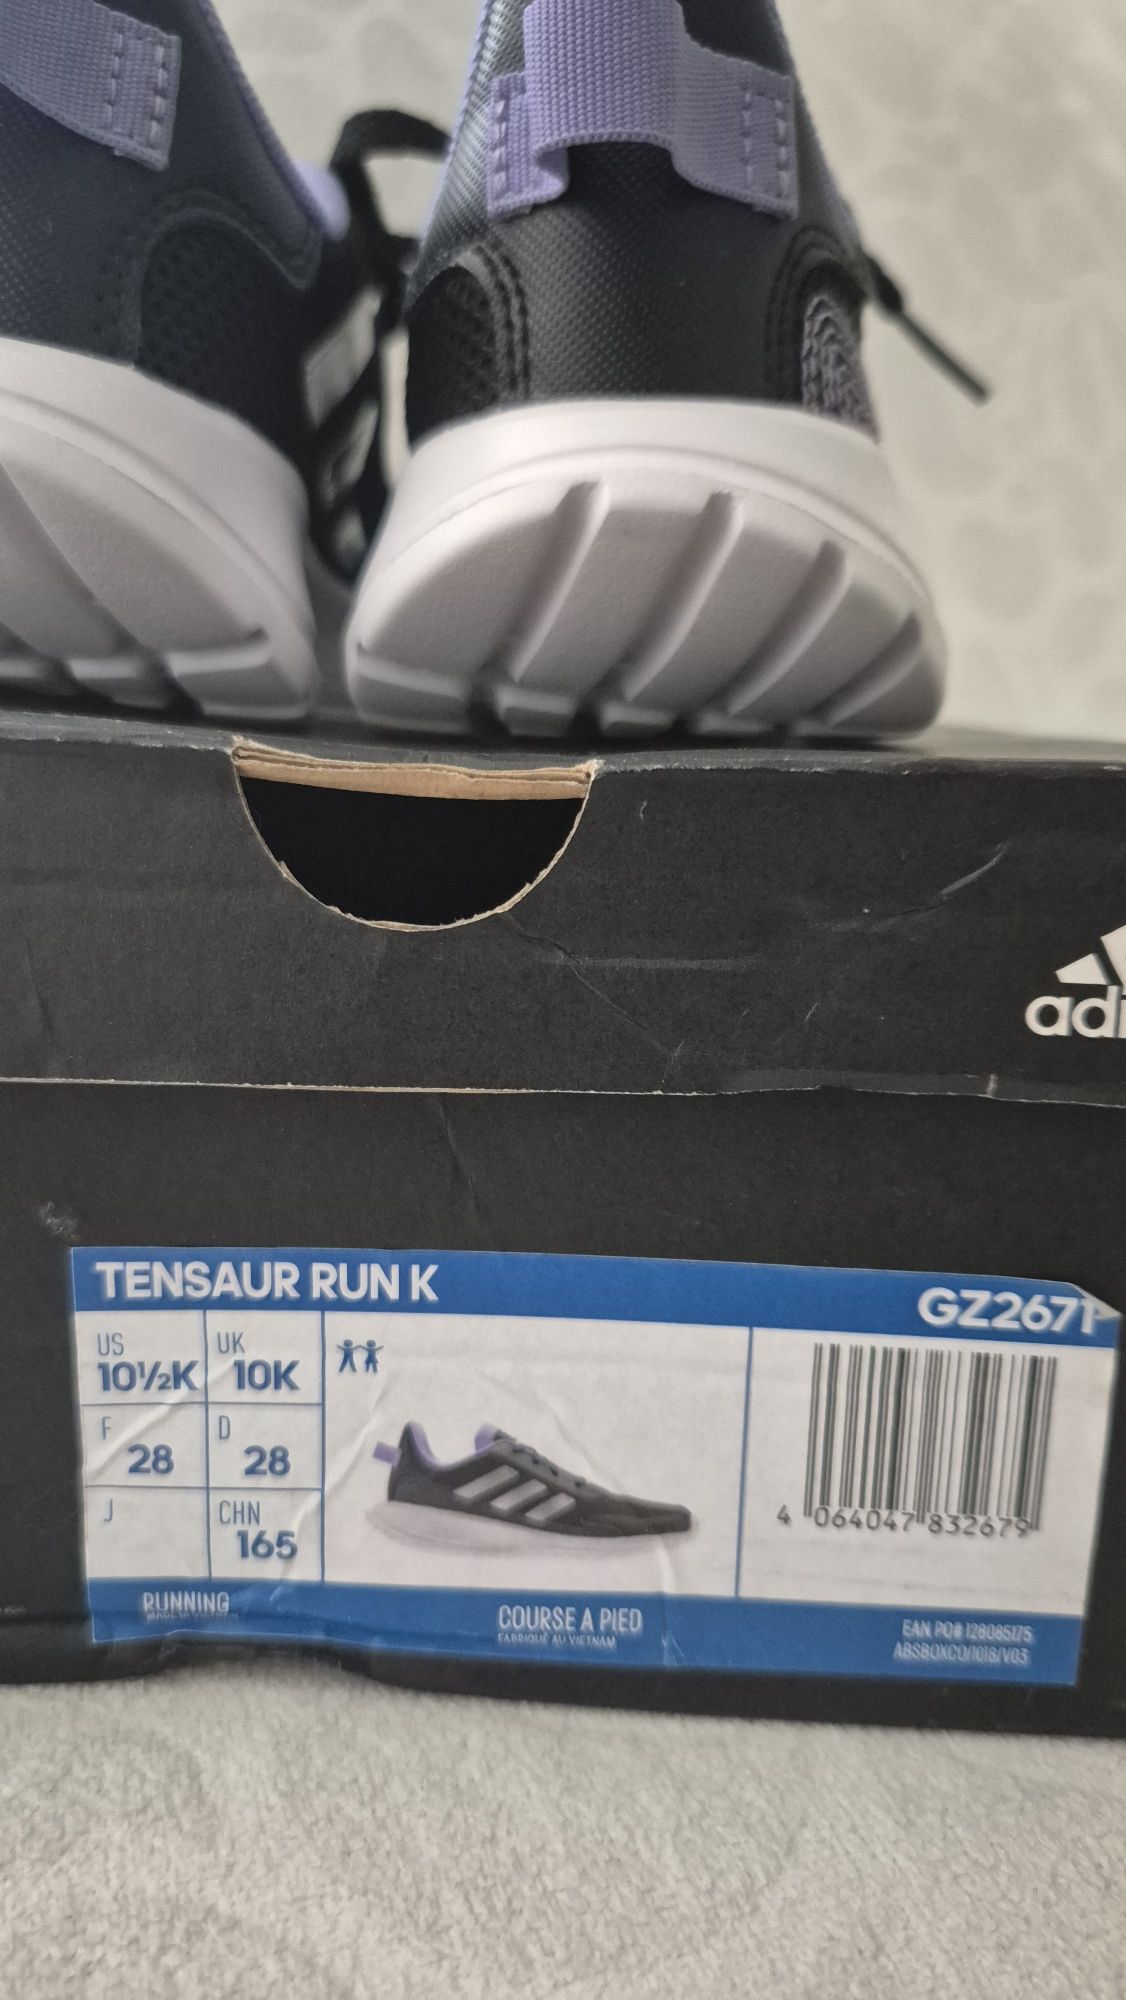 adi
TENSAUR RUN K
GZ2671
US
10½K
UK
10K
F
28
D
28
J
CHN
165
4 064047 832679
RUNNING
COURSE A PIED
FABRIQUÉ AU VIETNAM
EAN PO# 128085175
ABSBOXCO/1018/V03